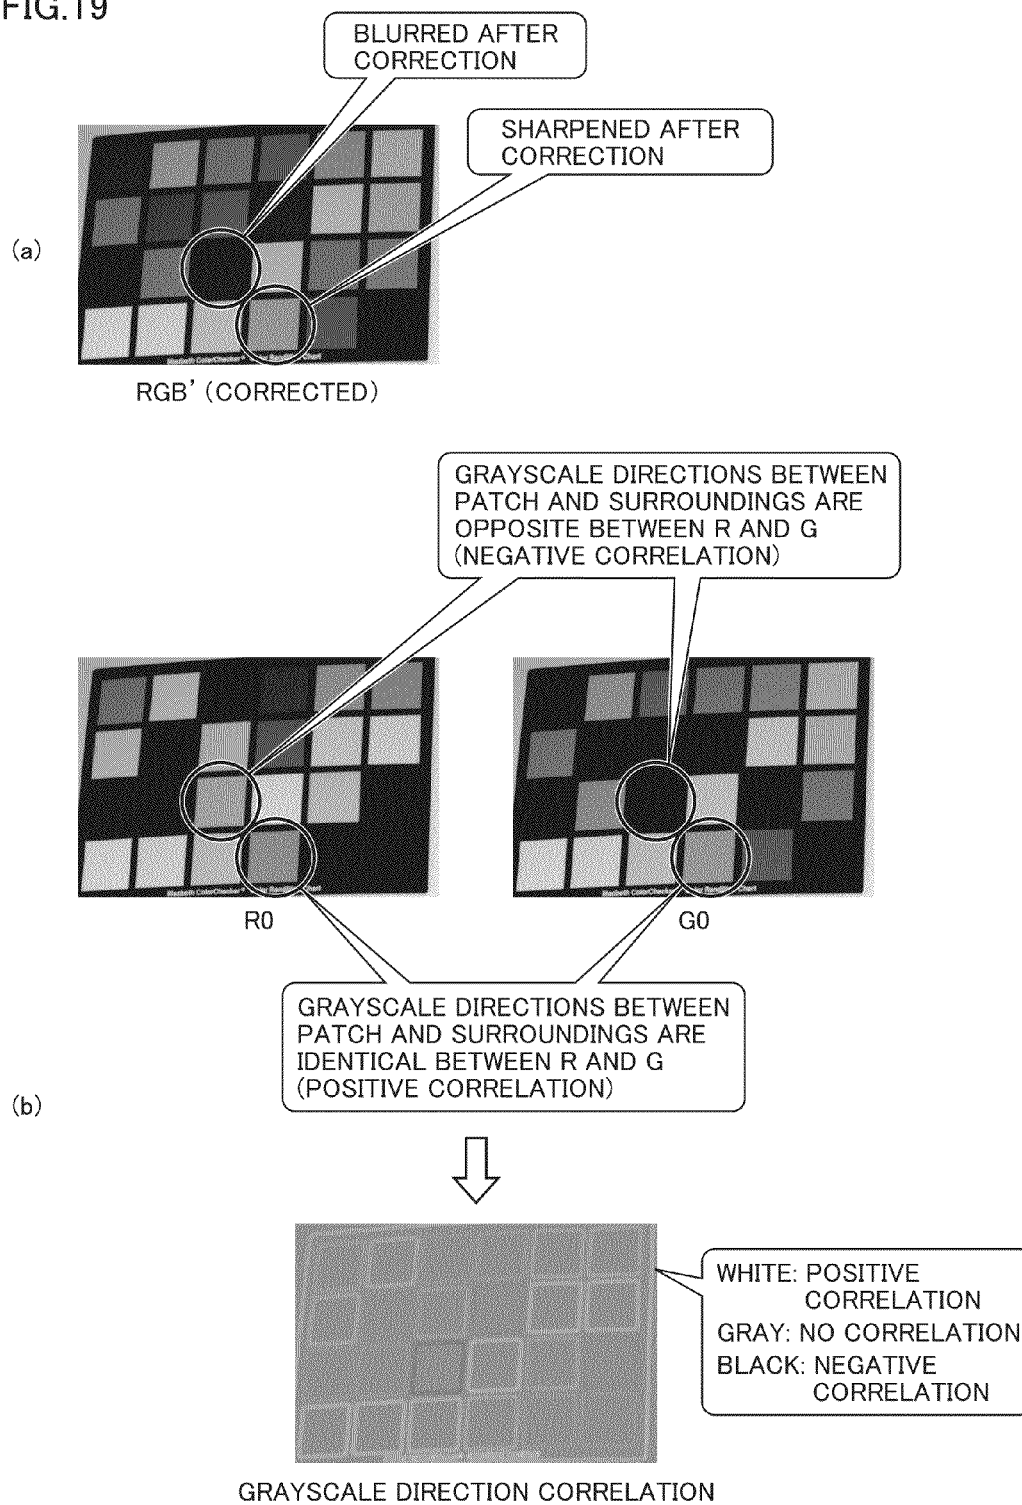 FIG.19
BLURRED AFTER
CORRECTION
SHARPENED AFTER
CORRECTION
(a)
RGB' (CORRECTED)
GRAYSCALE DIRECTIONS BETWEEN
PATCH AND SURROUNDINGS ARE
OPPOSITE BETWEEN R AND G
(NEGATIVE CORRELATION)
R0
G0
GRAYSCALE DIRECTIONS BETWEEN
PATCH AND SURROUNDINGS ARE
IDENTICAL BETWEEN R AND G
(POSITIVE CORRELATION)
(b)
WHITE: POSITIVE
CORRELATION
GRAY: NO CORRELATION
BLACK: NEGATIVE
CORRELATION
GRAYSCALE DIRECTION CORRELATION